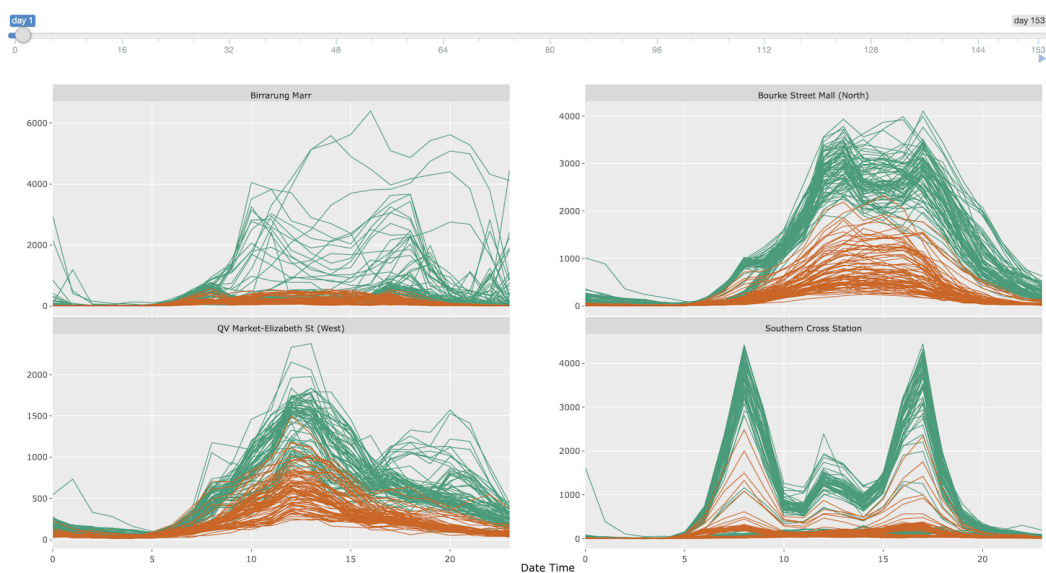 day 1 day 153
0 16 32 48 64 80 96 112 128 144 153
Birrarung Marr
6000
4000
2000
0
Bourke Street Mall (North)
4000
3000
2000
1000
0
QV Market-Elizabeth St (West)
2000
1500
1000
500
0
0 5 10 15 20
Southern Cross Station
4000
3000
2000
1000
0
0 5 10 15 20
Date Time